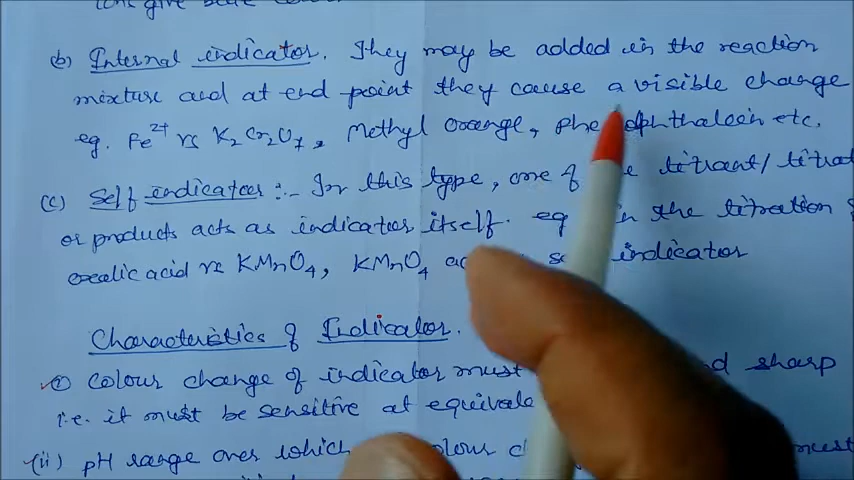 give
(b) Internal indicator. They may be added in the reaction
mixture and at end point they cause a visible change
eg. Fe2+ vs K2Cr2O7, Methyl orange, etc.
(c) Self indicator :- In this type, one of titrant/
or products acts as indicator itself. eg in the titration
oxalic acid vs KMnO4, KMnO4 indicator
Characteristics of Indicator.
(i) Colour change of indicator must sharp
i.e. it must be sensitive at
(ii) pH range over which colour must